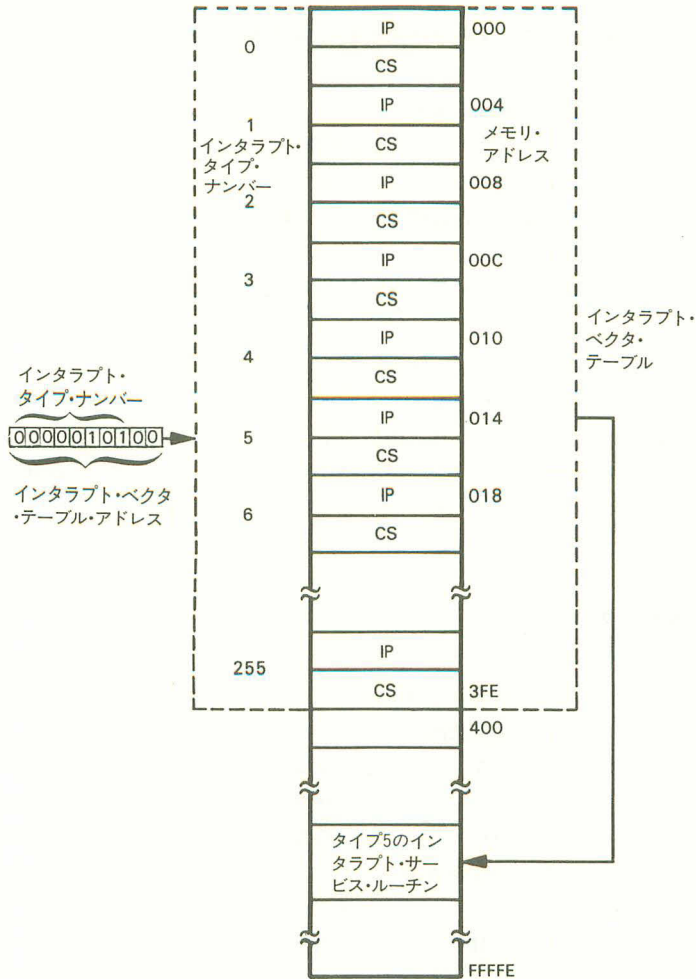 IP
000
0
CS
IP
004
1
インタラプト・
タイプ・
ナンバー
CS
メモリ・
アドレス
IP
008
2
CS
IP
00C
3
CS
インタラプト・
ベクタ・
テーブル
IP
010
4
CS
インタラプト・
タイプ・ナンバー
0000010100
インタラプト・ベクタ
・テーブル・アドレス
IP
014
5
CS
IP
018
6
CS
IP
255
CS
3FE
400
タイプ5のイン
タラプト・サー
ビス・ルーチン
FFFFE